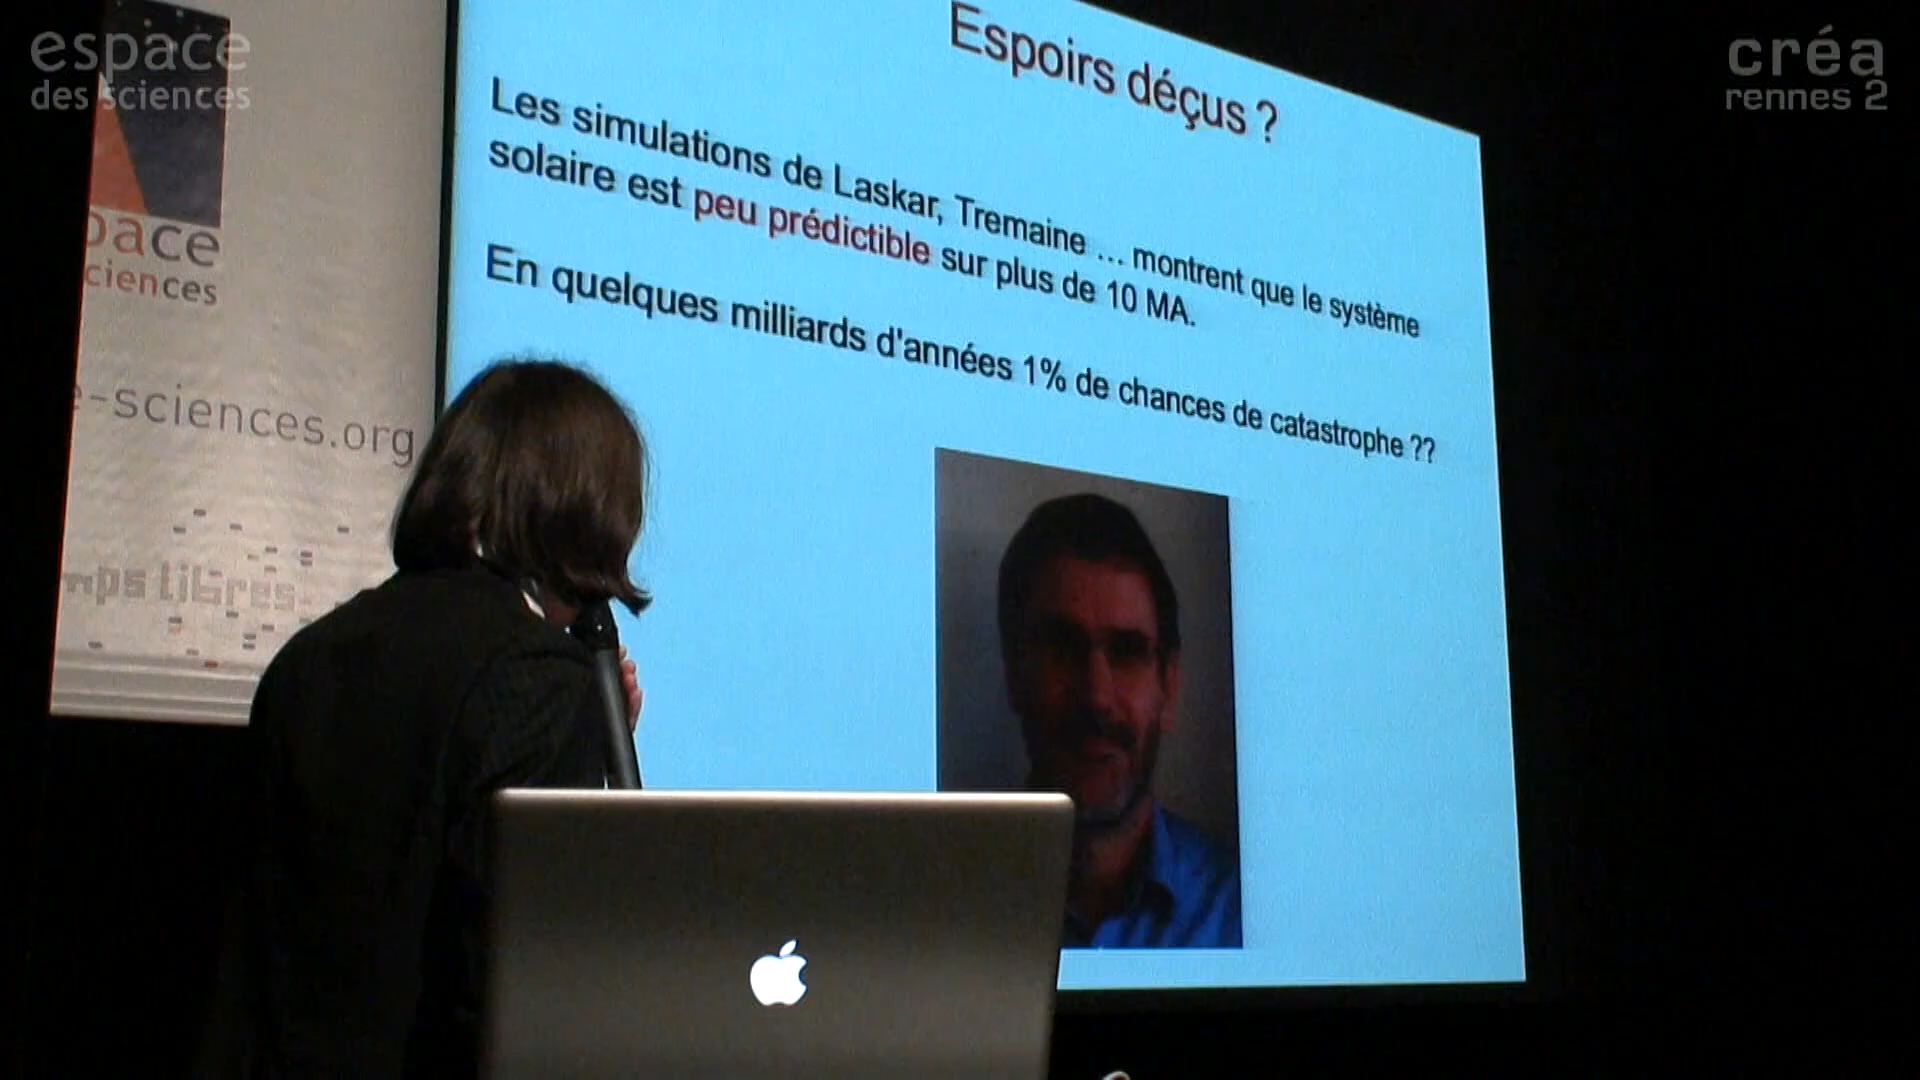 espace
des sciences
créa
rennes 2
pace
ciences
e-sciences.org
mps libres
Espoirs déçus ?
Les simulations de Laskar, Tremaine ... montrent que le système
solaire est peu prédictible sur plus de 10 MA.
En quelques milliards d'années 1% de chances de catastrophe ??